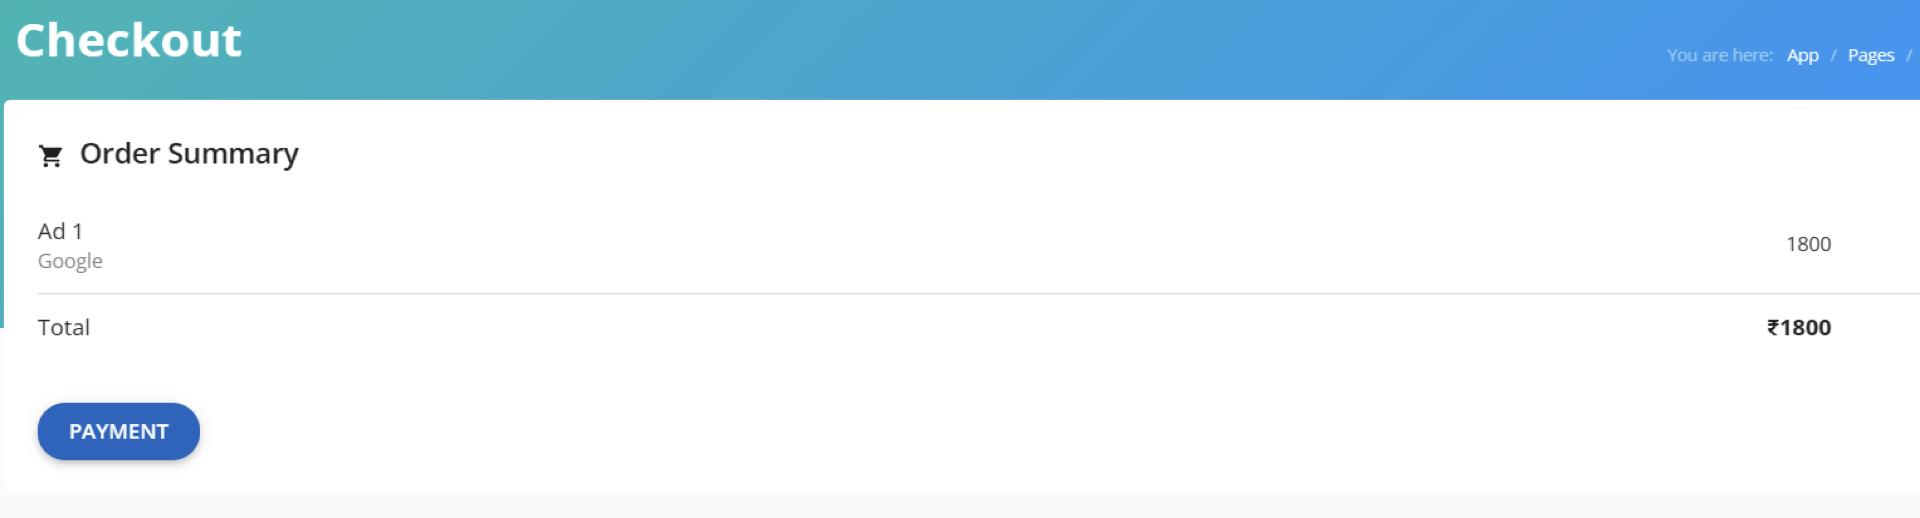 Checkout
You are here: App / Pages /
Order Summary
Ad 1
Google
1800
Total
₹1800
PAYMENT